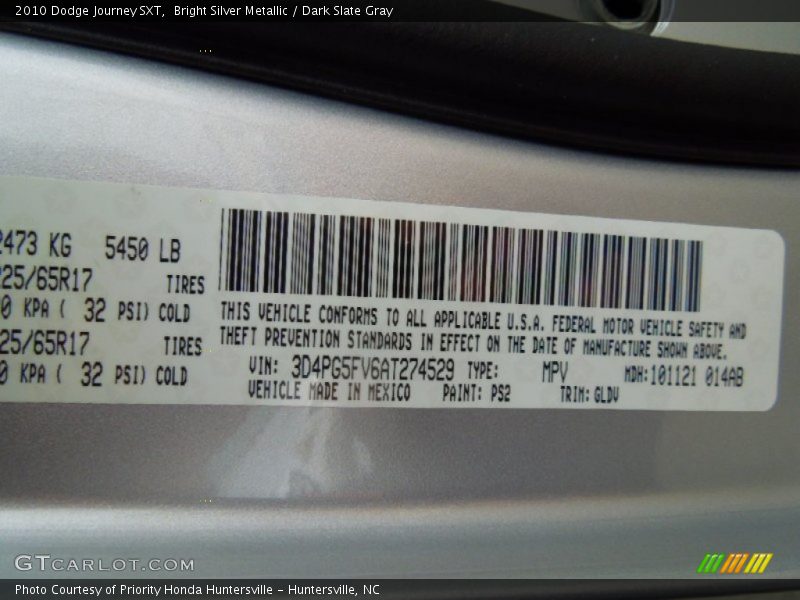 2010 Dodge Journey SXT, Bright Silver Metallic / Dark Slate Gray
2473 KG 5450 LB
225/65R17 TIRES
0 KPA ( 32 PSI) COLD
25/65R17 TIRES
0 KPA ( 32 PSI) COLD
THIS VEHICLE CONFORMS TO ALL APPLICABLE U.S.A. FEDERAL MOTOR VEHICLE SAFETY AND
THEFT PREVENTION STANDARDS IN EFFECT ON THE DATE OF MANUFACTURE SHOWN ABOVE.
VIN: 3D4PG5FV6AT274529 TYPE: MPV MDH:101121 014AB
VEHICLE MADE IN MEXICO PAINT: PS2 TRIM: GLDV
GTCARLOT.COM
Photo Courtesy of Priority Honda Huntersville – Huntersville, NC